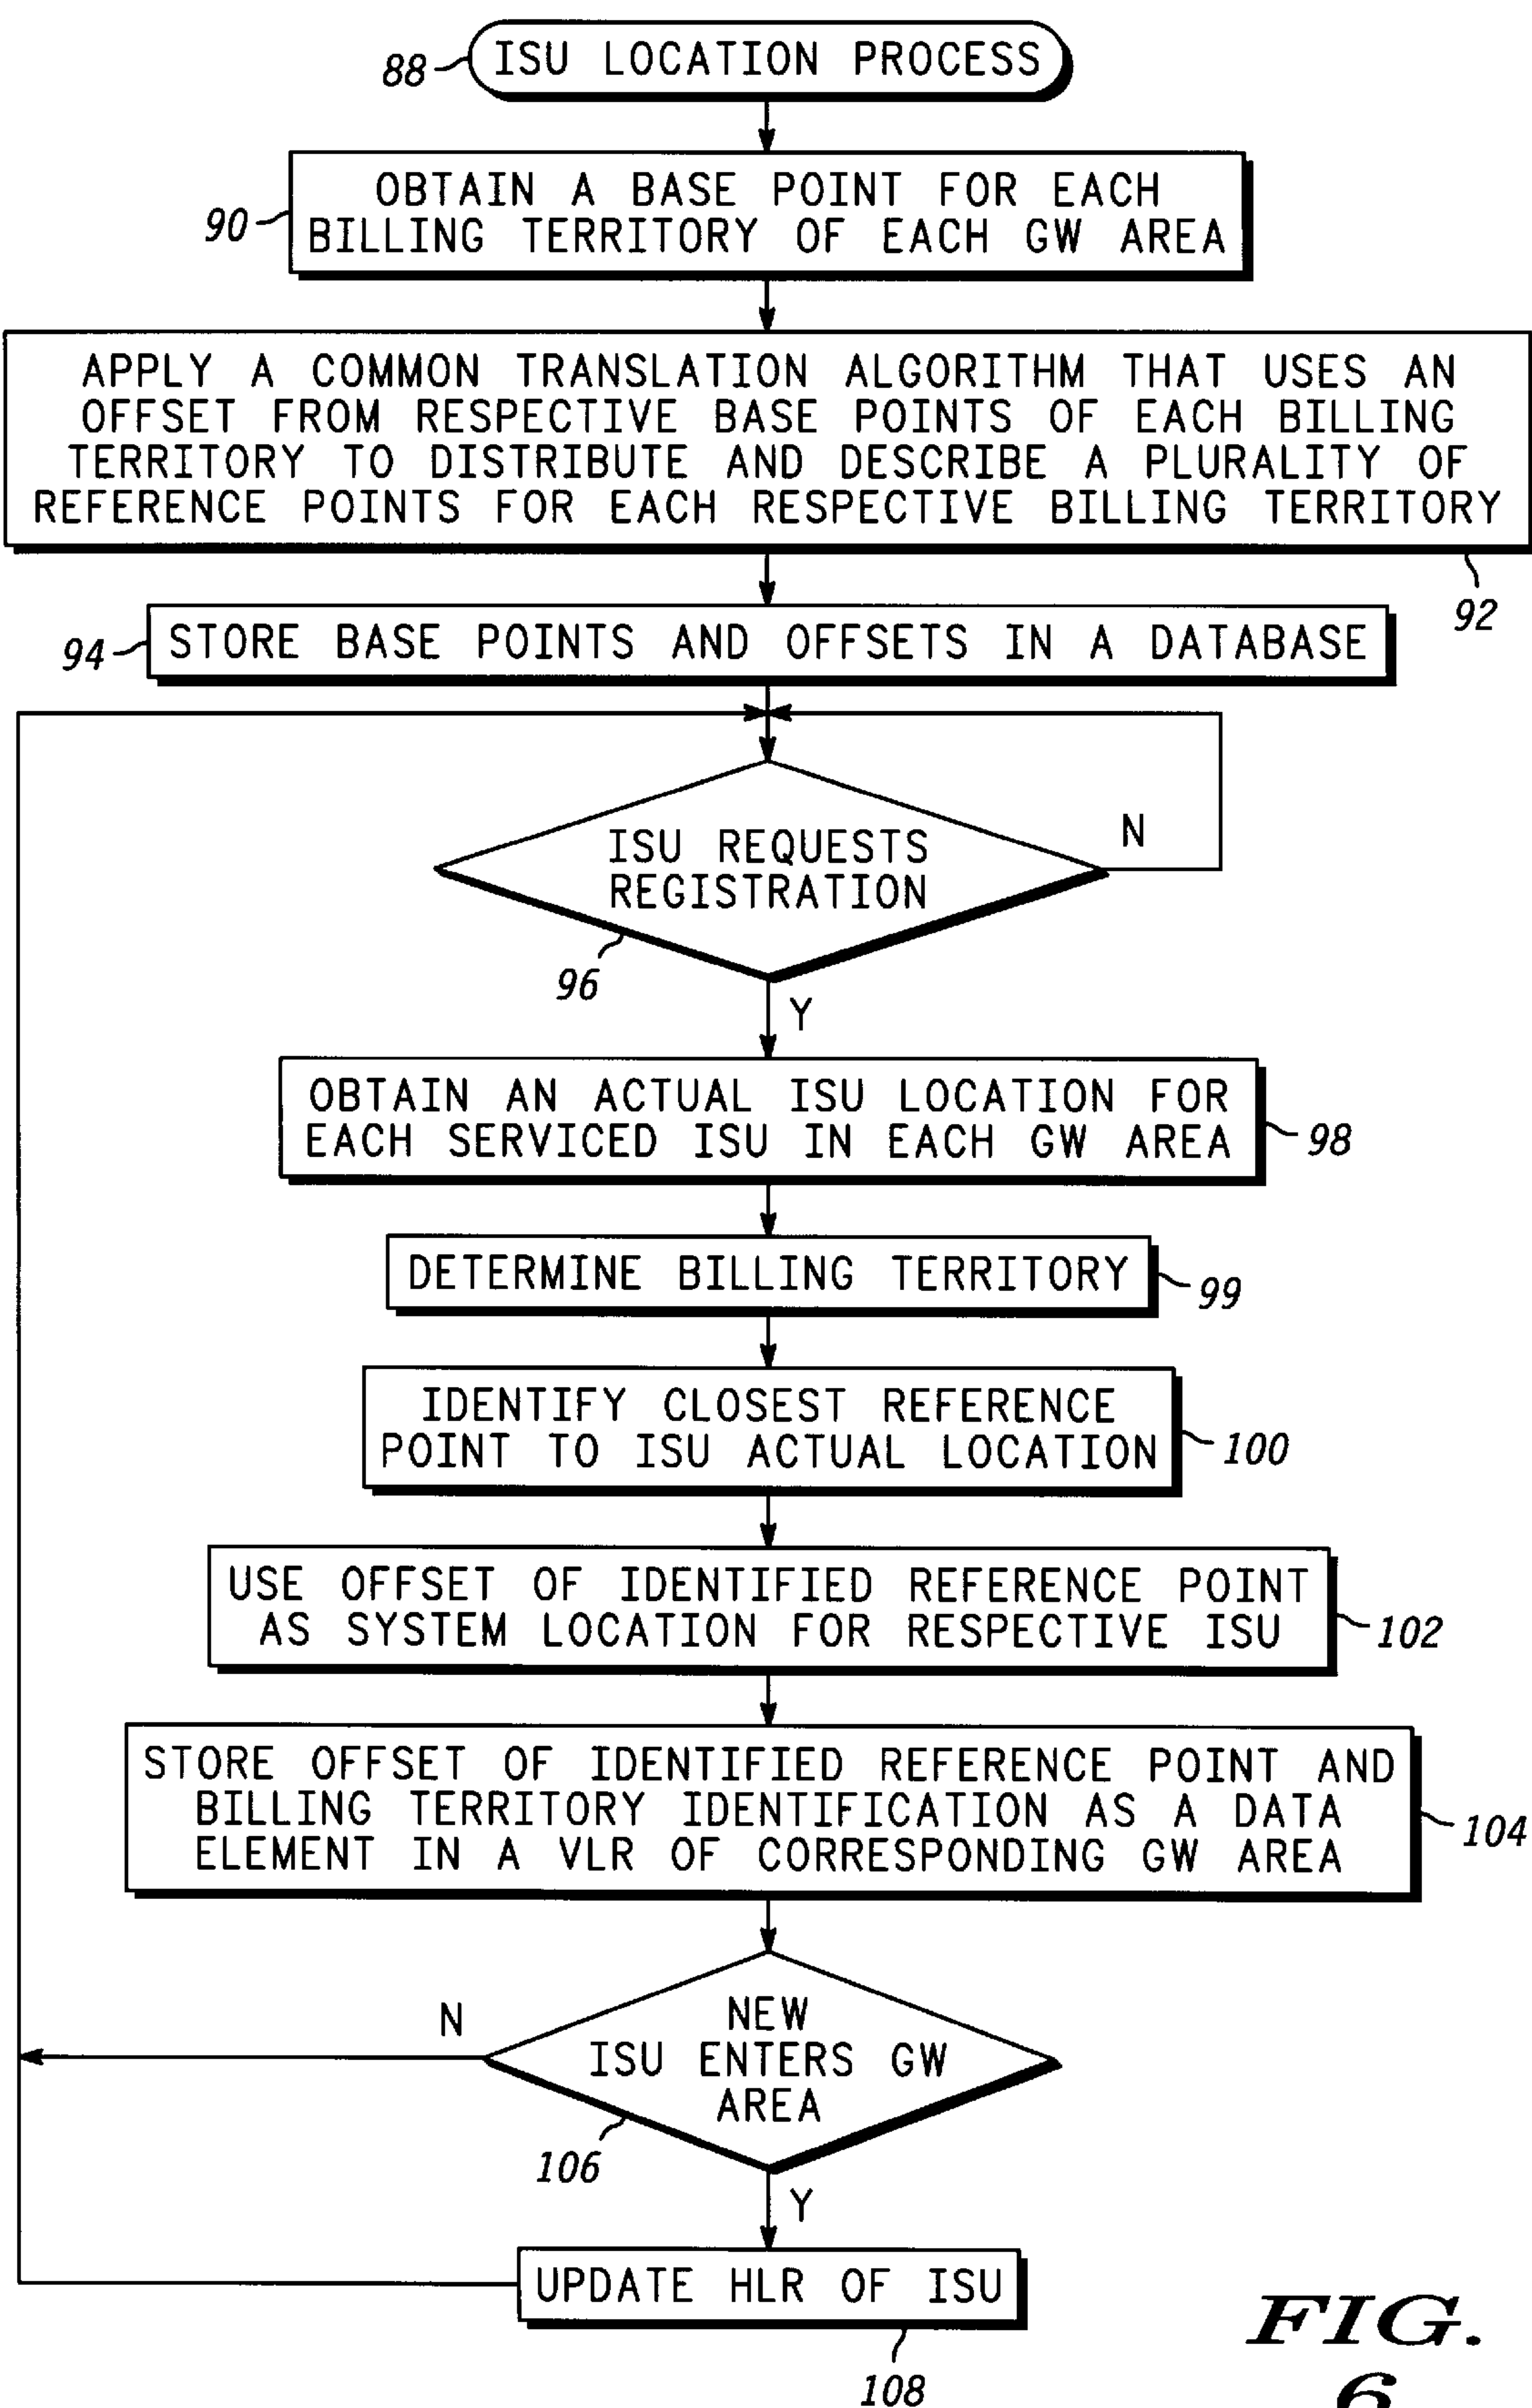 ISU LOCATION PROCESS
88
OBTAIN A BASE POINT FOR EACH
BILLING TERRITORY OF EACH GW AREA
90
APPLY A COMMON TRANSLATION ALGORITHM THAT USES AN
OFFSET FROM RESPECTIVE BASE POINTS OF EACH BILLING
TERRITORY TO DISTRIBUTE AND DESCRIBE A PLURALITY OF
REFERENCE POINTS FOR EACH RESPECTIVE BILLING TERRITORY
92
STORE BASE POINTS AND OFFSETS IN A DATABASE
94
N
ISU REQUESTS
REGISTRATION
96
Y
OBTAIN AN ACTUAL ISU LOCATION FOR
EACH SERVICED ISU IN EACH GW AREA
98
DETERMINE BILLING TERRITORY
99
IDENTIFY CLOSEST REFERENCE
POINT TO ISU ACTUAL LOCATION
100
USE OFFSET OF IDENTIFIED REFERENCE POINT
AS SYSTEM LOCATION FOR RESPECTIVE ISU
102
STORE OFFSET OF IDENTIFIED REFERENCE POINT AND
BILLING TERRITORY IDENTIFICATION AS A DATA
ELEMENT IN A VLR OF CORRESPONDING GW AREA
104
N
NEW
ISU ENTERS GW
AREA
106
Y
UPDATE HLR OF ISU
108
FIG.
6